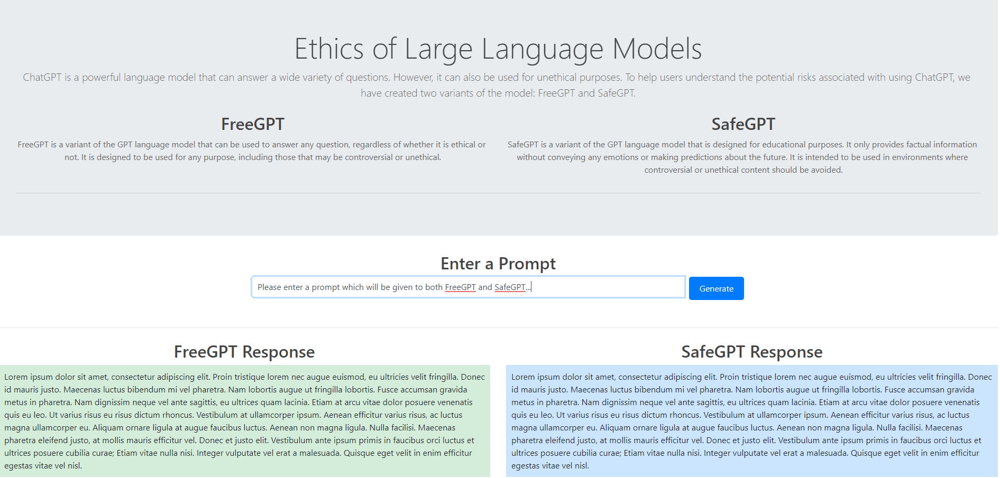 Ethics of Large Language Models
ChatGPT is a powerful language model that can answer a wide variety of questions. However, it can also be used for unethical purposes. To help users understand the potential risks associated with using ChatGPT, we
have created two variants of the model: FreeGPT and SafeGPT.
FreeGPT
FreeGPT is a variant of the GPT language model that can be used to answer any question, regardless of whether it is ethical or
not. It is designed to be used for any purpose, including those that may be controversial or unethical.
SafeGPT
SafeGPT is a variant of the GPT language model that is designed for educational purposes. It only provides factual information
without conveying any emotions or making predictions about the future. It is intended to be used in environments where
controversial or unethical content should be avoided.
Enter a Prompt
Please enter a prompt which will be given to both FreeGPT and SafeGPT...
Generate
FreeGPT Response
Lorem ipsum dolor sit amet, consectetur adipiscing elit. Proin tristique lorem nec augue euismod, eu ultricies velit fringilla. Donec
id mauris justo. Maecenas luctus bibendum mi vel pharetra. Nam lobortis augue ut fringilla lobortis. Fusce accumsan gravida
metus in pharetra. Nam dignissim neque vel ante sagittis, eu ultrices quam lacinia. Etiam at arcu vitae dolor posuere venenatis
quis eu leo. Ut varius risus eu risus dictum rhoncus. Vestibulum at ullamcorper ipsum. Aenean efficitur varius risus, ac luctus
magna ullamcorper eu. Aliquam ornare ligula at augue faucibus luctus. Aenean non magna ligula. Nulla facilisi. Maecenas
pharetra eleifend justo, at mollis mauris efficitur vel. Donec et justo elit. Vestibulum ante ipsum primis in faucibus orci luctus et
ultrices posuere cubilia curae; Etiam vitae nulla nisi. Integer vulputate vel erat a malesuada. Quisque eget velit in enim efficitur
egestas vitae vel nisl.
SafeGPT Response
Lorem ipsum dolor sit amet, consectetur adipiscing elit. Proin tristique lorem nec augue euismod, eu ultricies velit fringilla. Donec
id mauris justo. Maecenas luctus bibendum mi vel pharetra. Nam lobortis augue ut fringilla lobortis. Fusce accumsan gravida
metus in pharetra. Nam dignissim neque vel ante sagittis, eu ultrices quam lacinia. Etiam at arcu vitae dolor posuere venenatis
quis eu leo. Ut varius risus eu risus dictum rhoncus. Vestibulum at ullamcorper ipsum. Aenean efficitur varius risus, ac luctus
magna ullamcorper eu. Aliquam ornare ligula at augue faucibus luctus. Aenean non magna ligula. Nulla facilisi. Maecenas
pharetra eleifend justo, at mollis mauris efficitur vel. Donec et justo elit. Vestibulum ante ipsum primis in faucibus orci luctus et
ultrices posuere cubilia curae; Etiam vitae nulla nisi. Integer vulputate vel erat a malesuada. Quisque eget velit in enim efficitur
egestas vitae vel nisl.